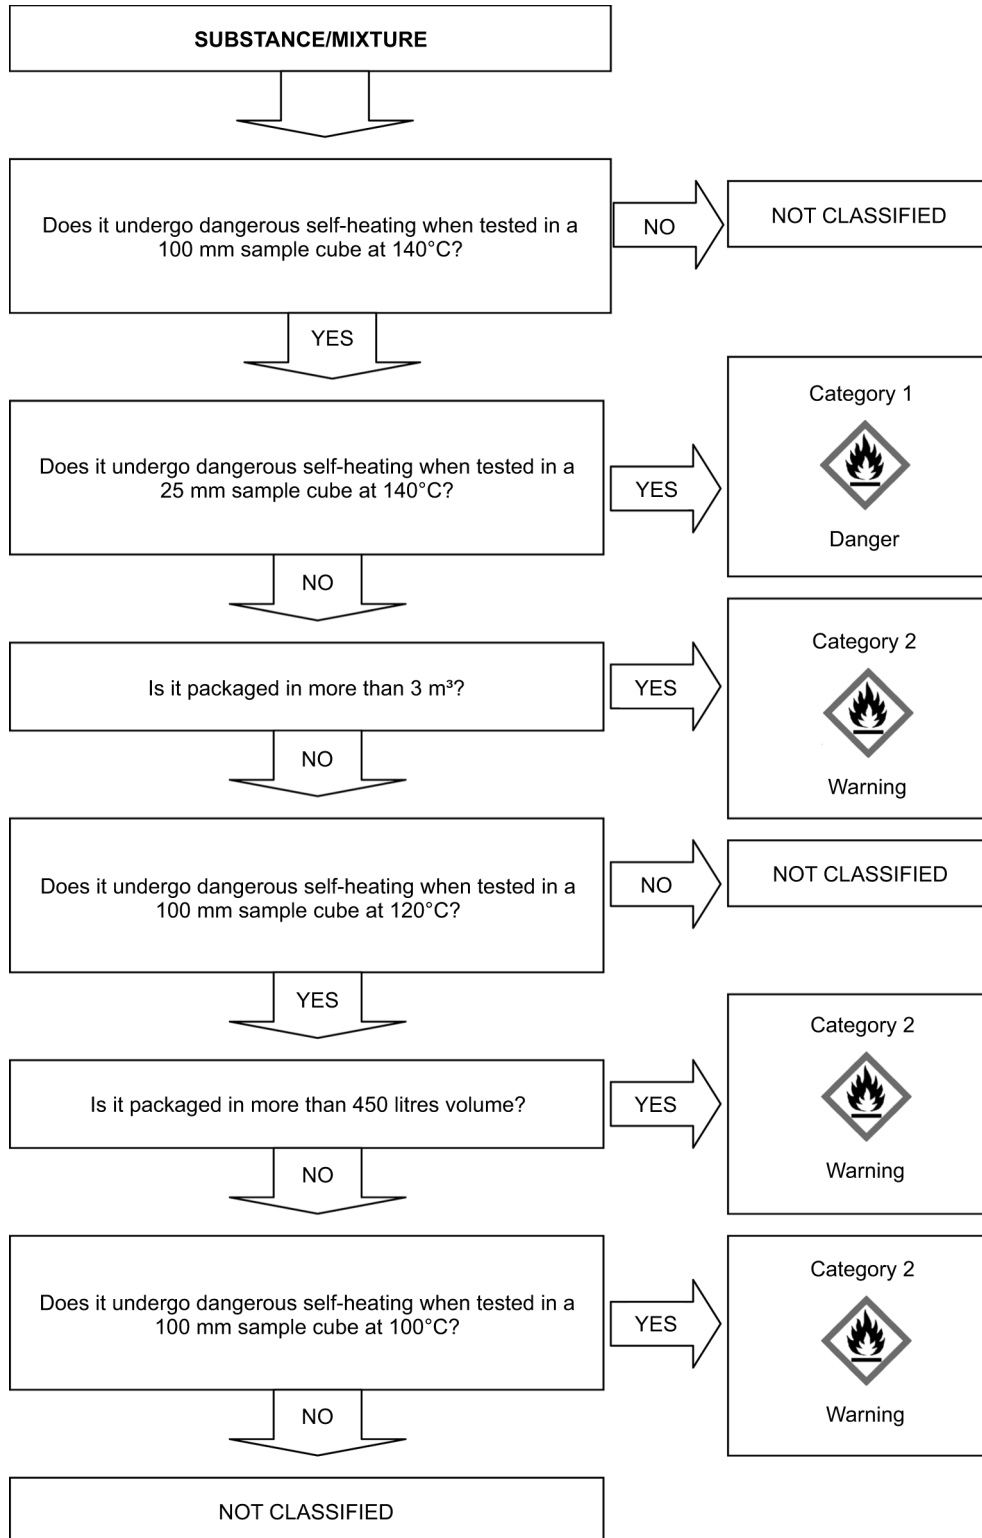 SUBSTANCE/MIXTURE
Does it undergo dangerous self-heating when tested in a
100 mm sample cube at 140°C?
NO
NOT CLASSIFIED
YES
Does it undergo dangerous self-heating when tested in a
25 mm sample cube at 140°C?
YES
Category 1
Danger
NO
Is it packaged in more than 3 m³?
YES
Category 2
Warning
NO
Does it undergo dangerous self-heating when tested in a
100 mm sample cube at 120°C?
NO
NOT CLASSIFIED
YES
Is it packaged in more than 450 litres volume?
YES
Category 2
Warning
NO
Does it undergo dangerous self-heating when tested in a
100 mm sample cube at 100°C?
YES
Category 2
Warning
NO
NOT CLASSIFIED